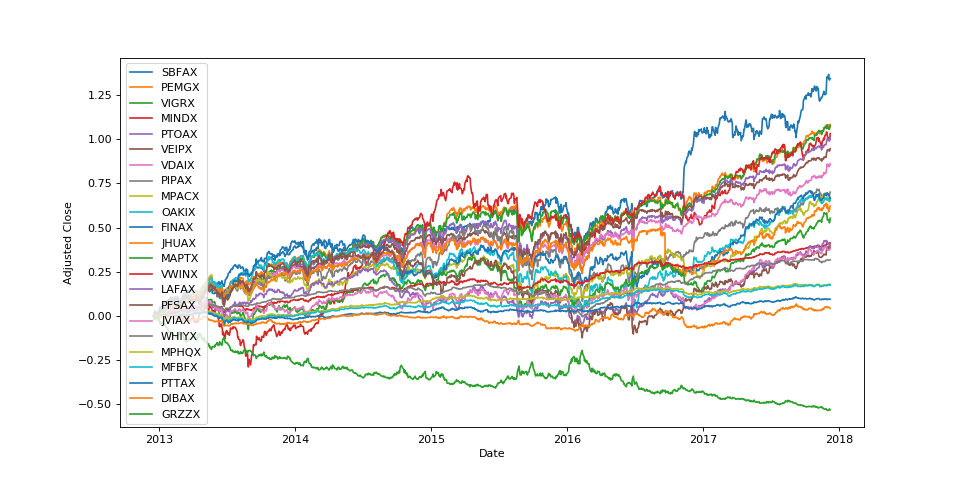 1.25
1.00
0.75
0.50
0.25
0.00
−0.25
−0.50
Adjusted Close
SBFAX
PEMGX
VIGRX
MINDX
PTOAX
VEIPX
VDAIX
PIPAX
MPACX
OAKIX
FINAX
JHUAX
MAPTX
VWINX
LAFAX
PFSAX
JVIAX
WHIYX
MPHQX
MFBFX
PTTAX
DIBAX
GRZZX
2013 2014 2015 2016 2017 2018
Date